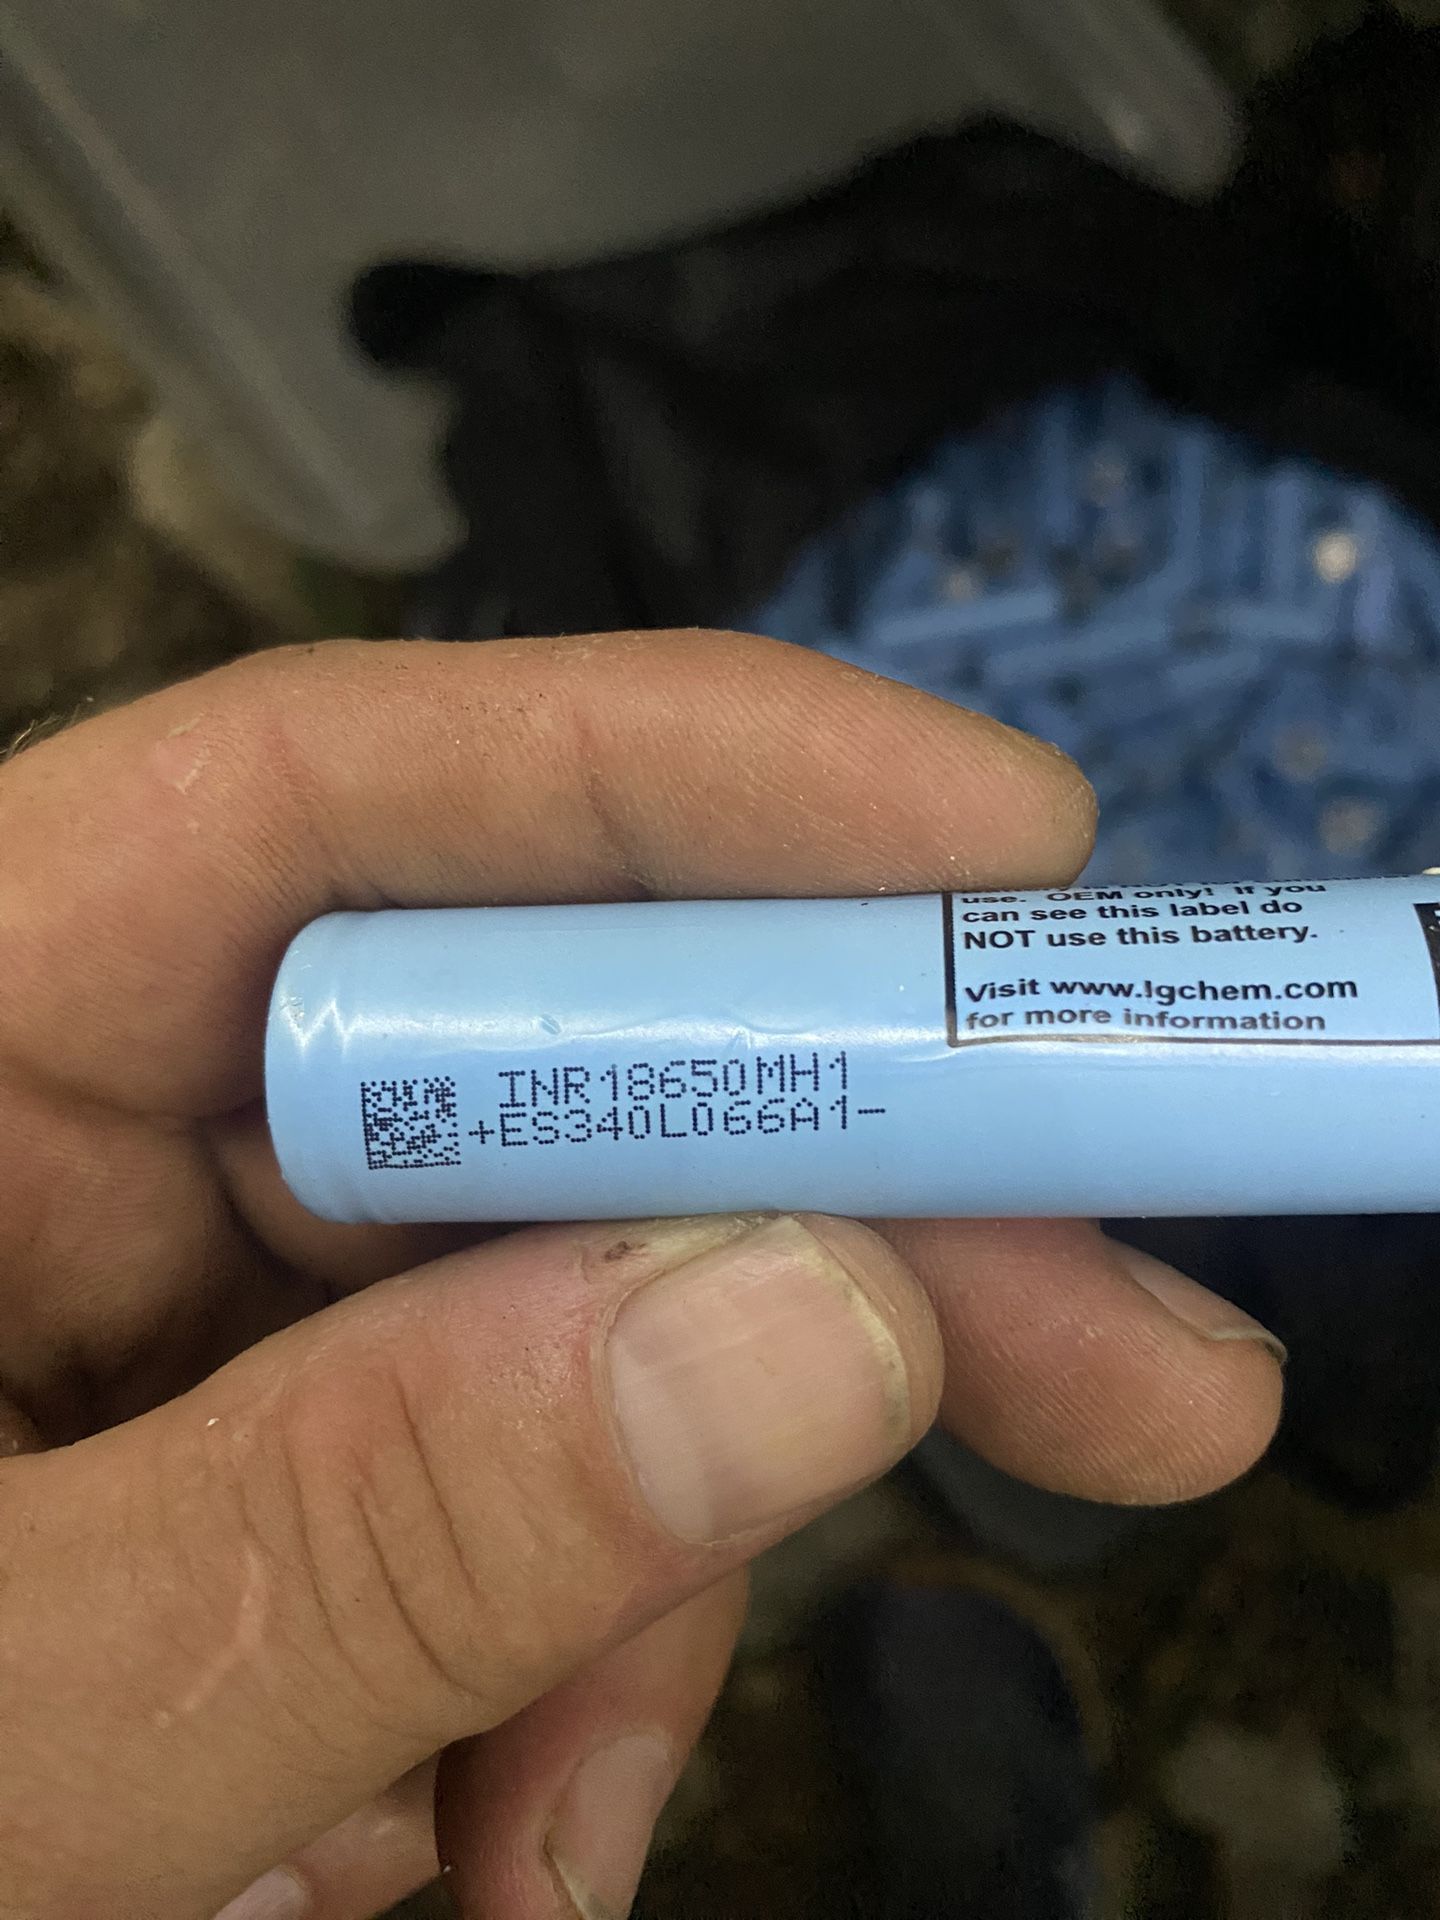 use. OEM only! If you
can see this label do
NOT use this battery.
Visit www.lgchem.com
for more information
INR18650MH1
+ES340L066A1-